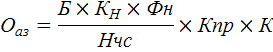 Оаз = Б × КН × Фн / Нчс × Кпр × К